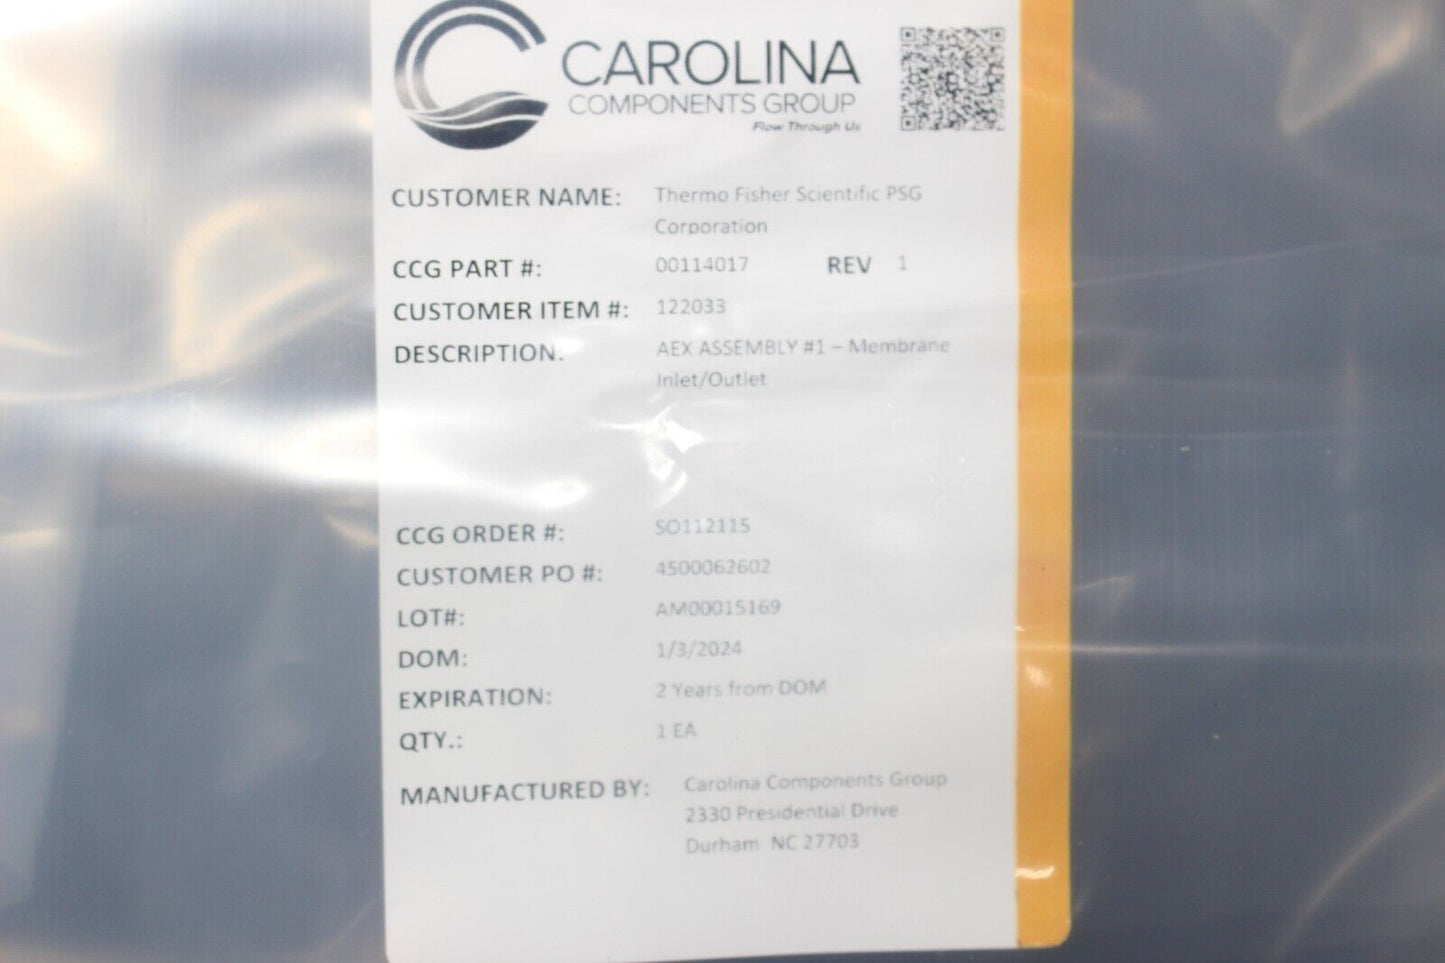 CAROLINA
COMPONENTS GROUP
Flow Through Us
CUSTOMER NAME: Thermo Fisher Scientific PSG
Corporation
CCG PART #: 00114017 REV 1
CUSTOMER ITEM #: 122033
DESCRIPTION: AEX ASSEMBLY #1 – Membrane
Inlet/Outlet
CCG ORDER #: SO112115
CUSTOMER PO #: 4500062602
LOT#: AM00015169
DOM: 1/3/2024
EXPIRATION: 2 Years from DOM
QTY.: 1 EA
MANUFACTURED BY: Carolina Components Group
2330 Presidential Drive
Durham NC 27703